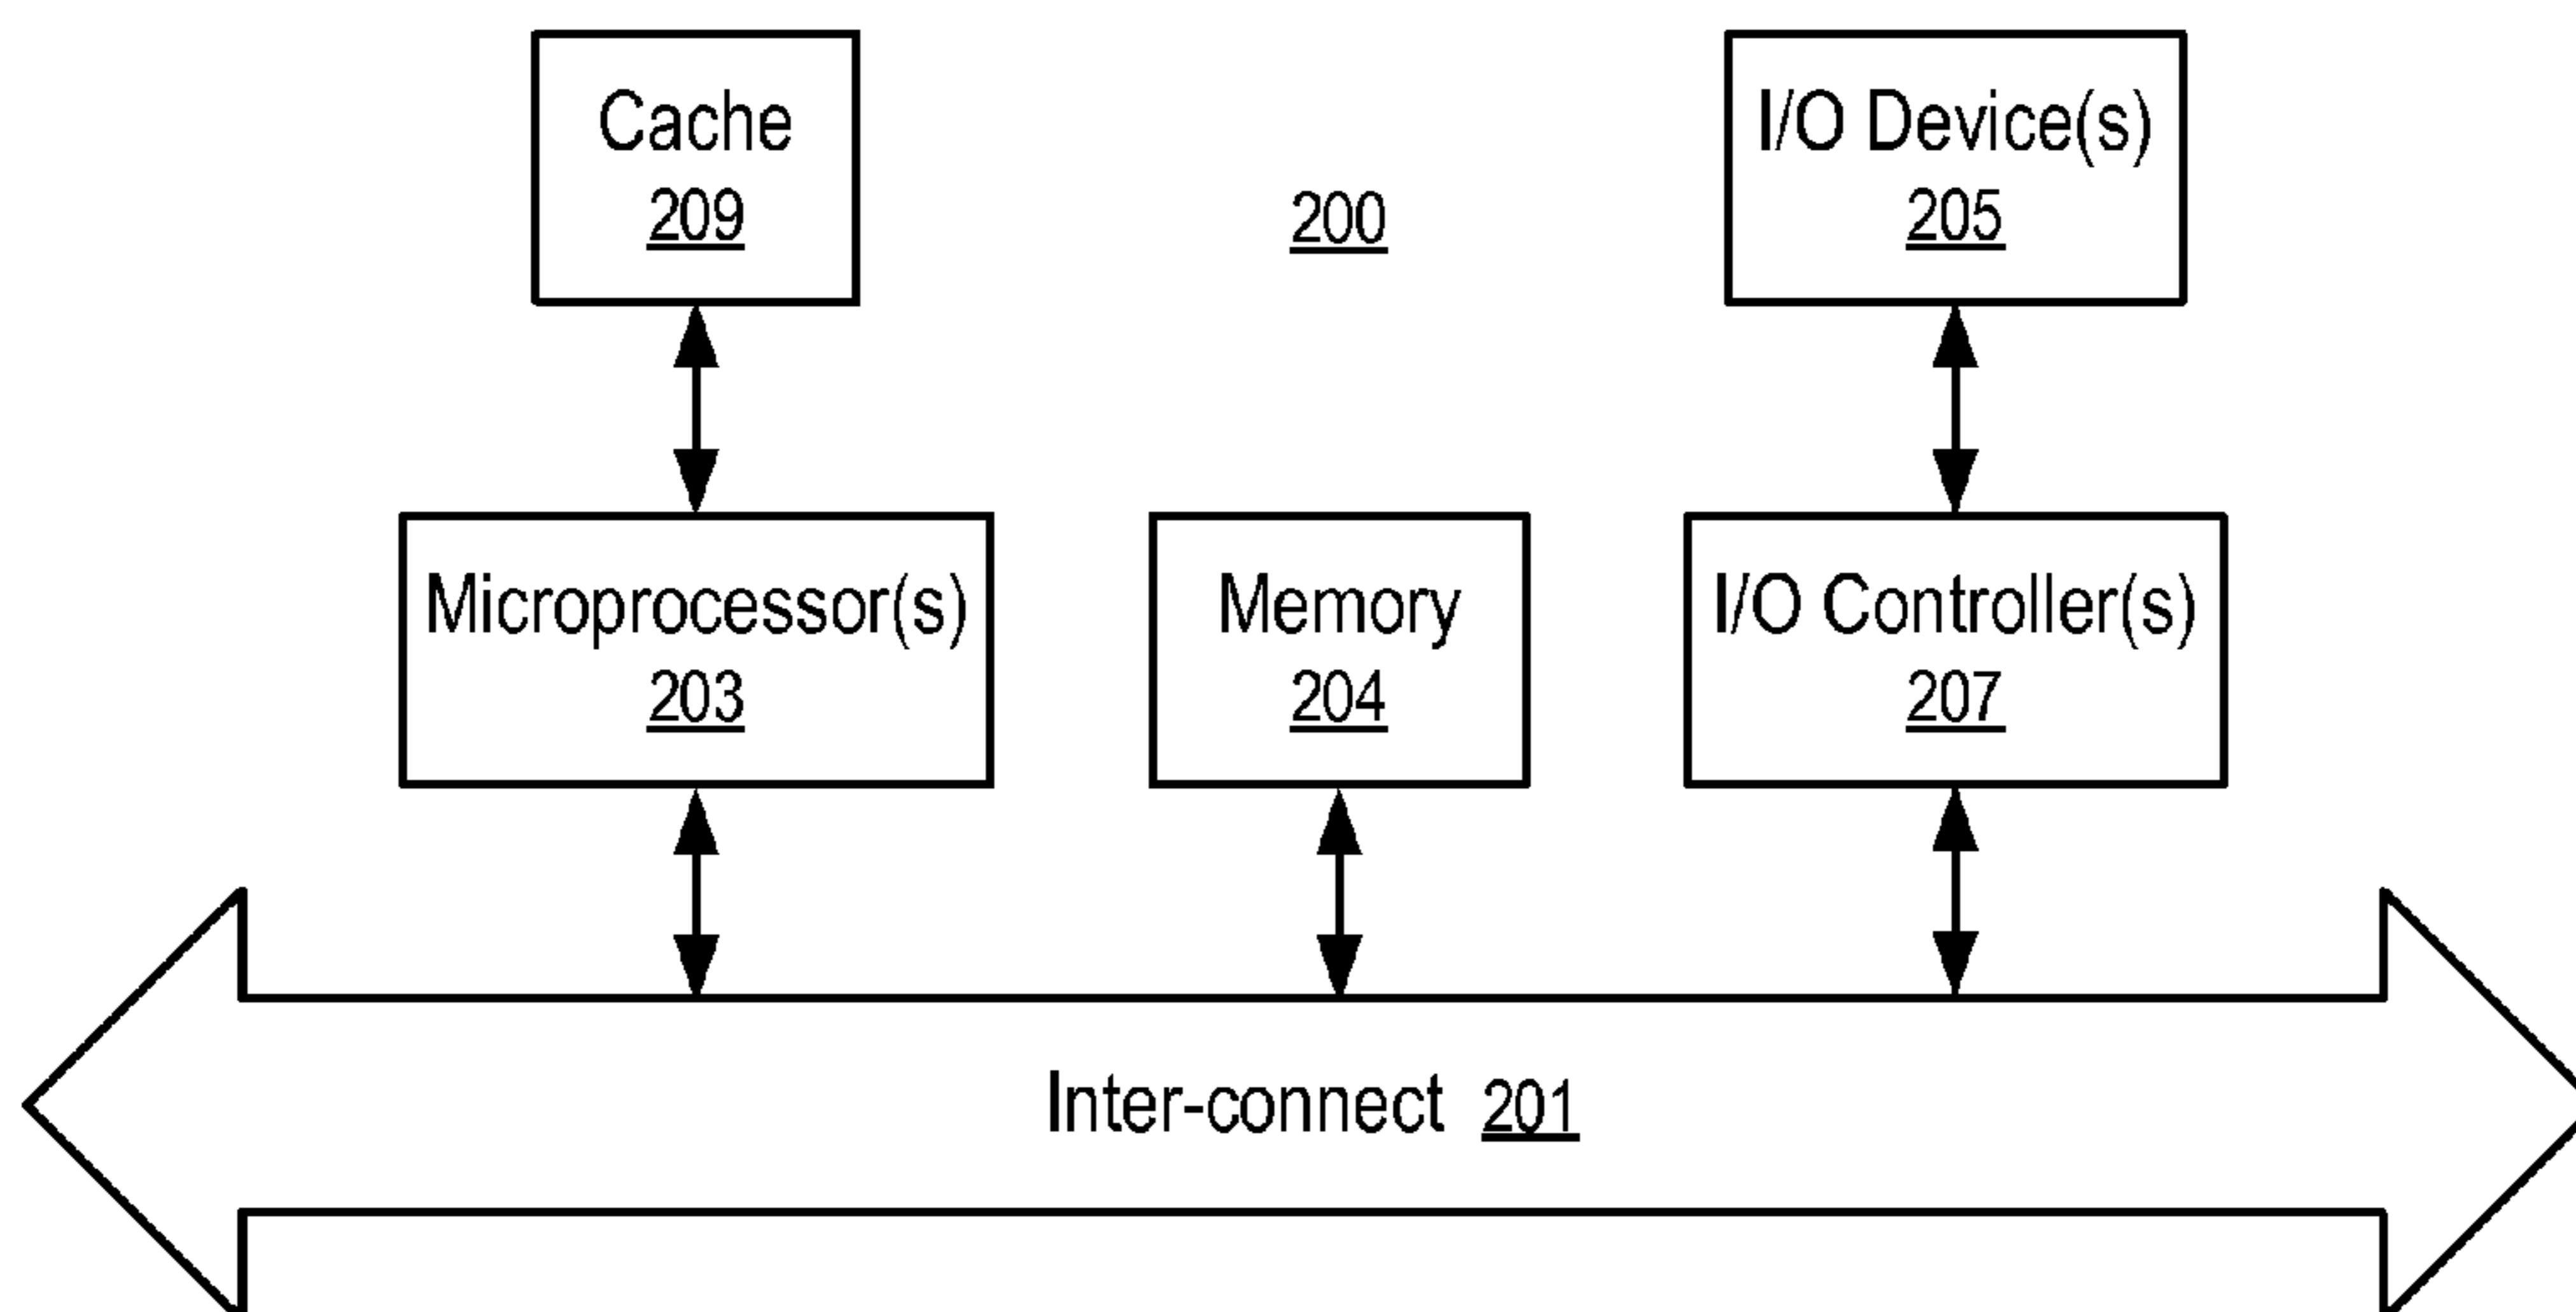 Cache
209
200
I/O Device(s)
205
Microprocessor(s)
203
Memory
204
I/O Controller(s)
207
Inter-connect 201